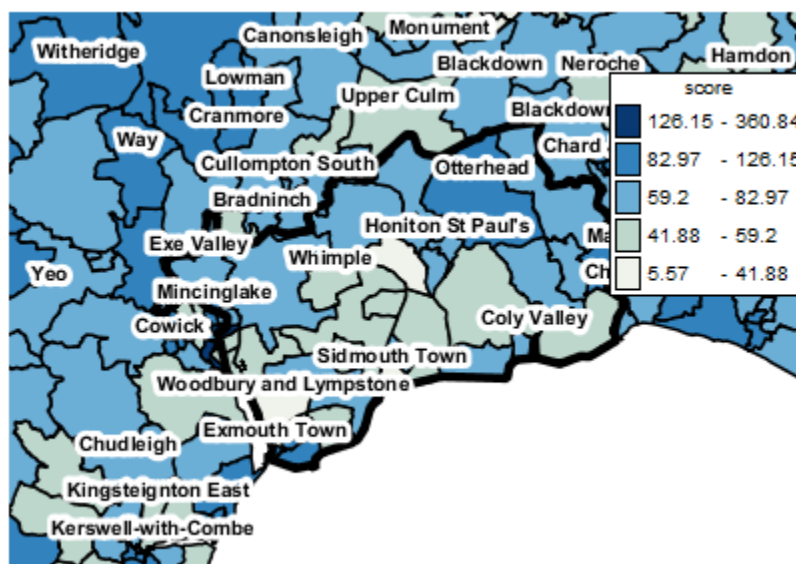 Canonsleigh
Monument
Witheridge
Blackdown
Neroche
Hamdon
Lowman
Upper Culm
Cranmore
Blackdown
Way
Chard
Cullompton South
Otterhead
Bradninch
Honiton St Paul's
Exe Valley
Whimple
Ma
Yeo
Ch
Mincinglake
Cowick
Coly Valley
Sidmouth Town
Woodbury and Lympstone
Exmouth Town
Chudleigh
Kingsteignton East
Kerswell-with-Combe
score
126.15 - 360.84
82.97 - 126.15
59.2 - 82.97
41.88 - 59.2
5.57 - 41.88